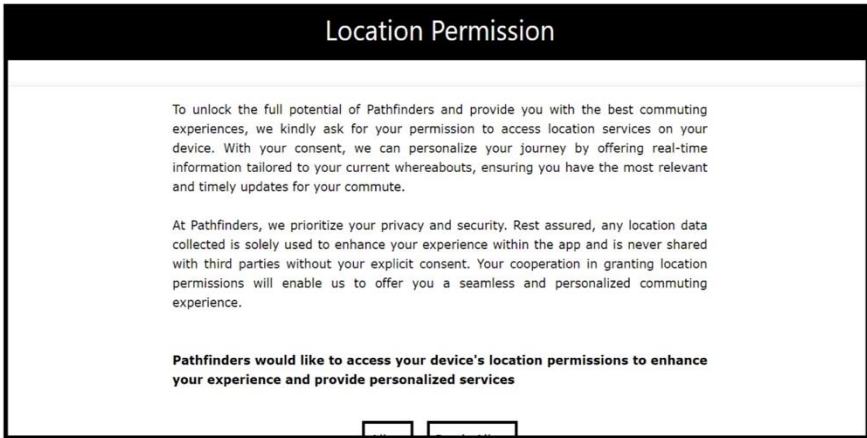 Location Permission
To unlock the full potential of Pathfinders and provide you with the best commuting
experiences, we kindly ask for your permission to access location services on your
device. With your consent, we can personalize your journey by offering real-time
information tailored to your current whereabouts, ensuring you have the most relevant
and timely updates for your commute.
At Pathfinders, we prioritize your privacy and security. Rest assured, any location data
collected is solely used to enhance your experience within the app and is never shared
with third parties without your explicit consent. Your cooperation in granting location
permissions will enable us to offer you a seamless and personalized commuting
experience.
Pathfinders would like to access your device's location permissions to enhance
your experience and provide personalized services